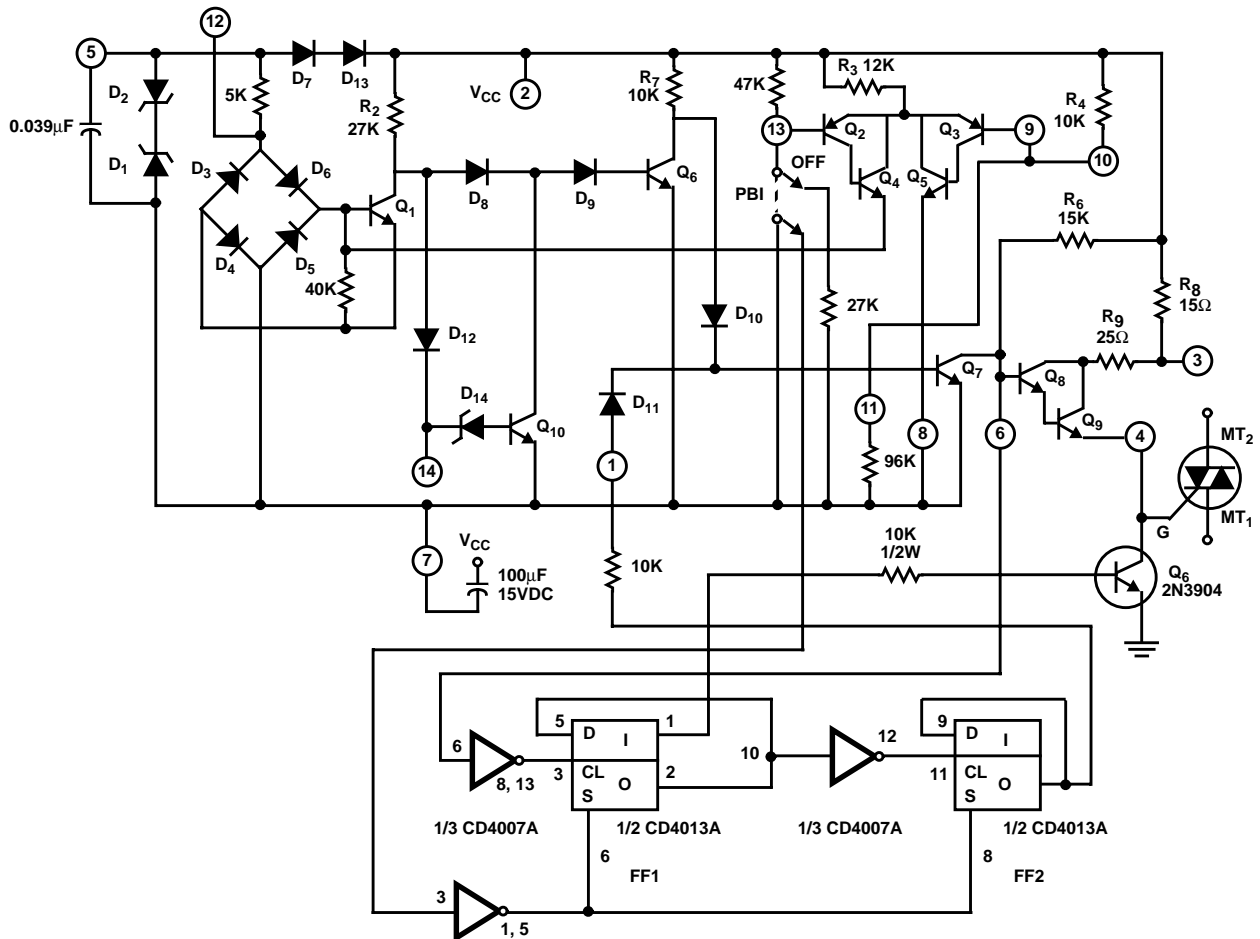 12
5
D2
D1
0.039μF
5K
D7
D13
R2
27K
VCC
2
R7
10K
47K
R3 12K
13
Q2
Q3
9
R4
10K
10
D3
D6
D4
D5
Q1
D8
D9
Q6
OFF
PBI
Q4
Q5
R6
15K
40K
D12
D10
27K
R8
15Ω
R9
25Ω
3
D14
Q10
D11
Q7
Q8
Q9
14
1
11
8
6
4
96K
MT2
MT1
G
7
VCC
100μF
15VDC
10K
10K
1/2W
Q6
2N3904
6
8, 13
5
D
I
1
3
CL
O
2
S
10
12
9
D
I
11
CL
O
S
1/3 CD4007A
1/2 CD4013A
1/3 CD4007A
1/2 CD4013A
6
FF1
8
FF2
3
1, 5